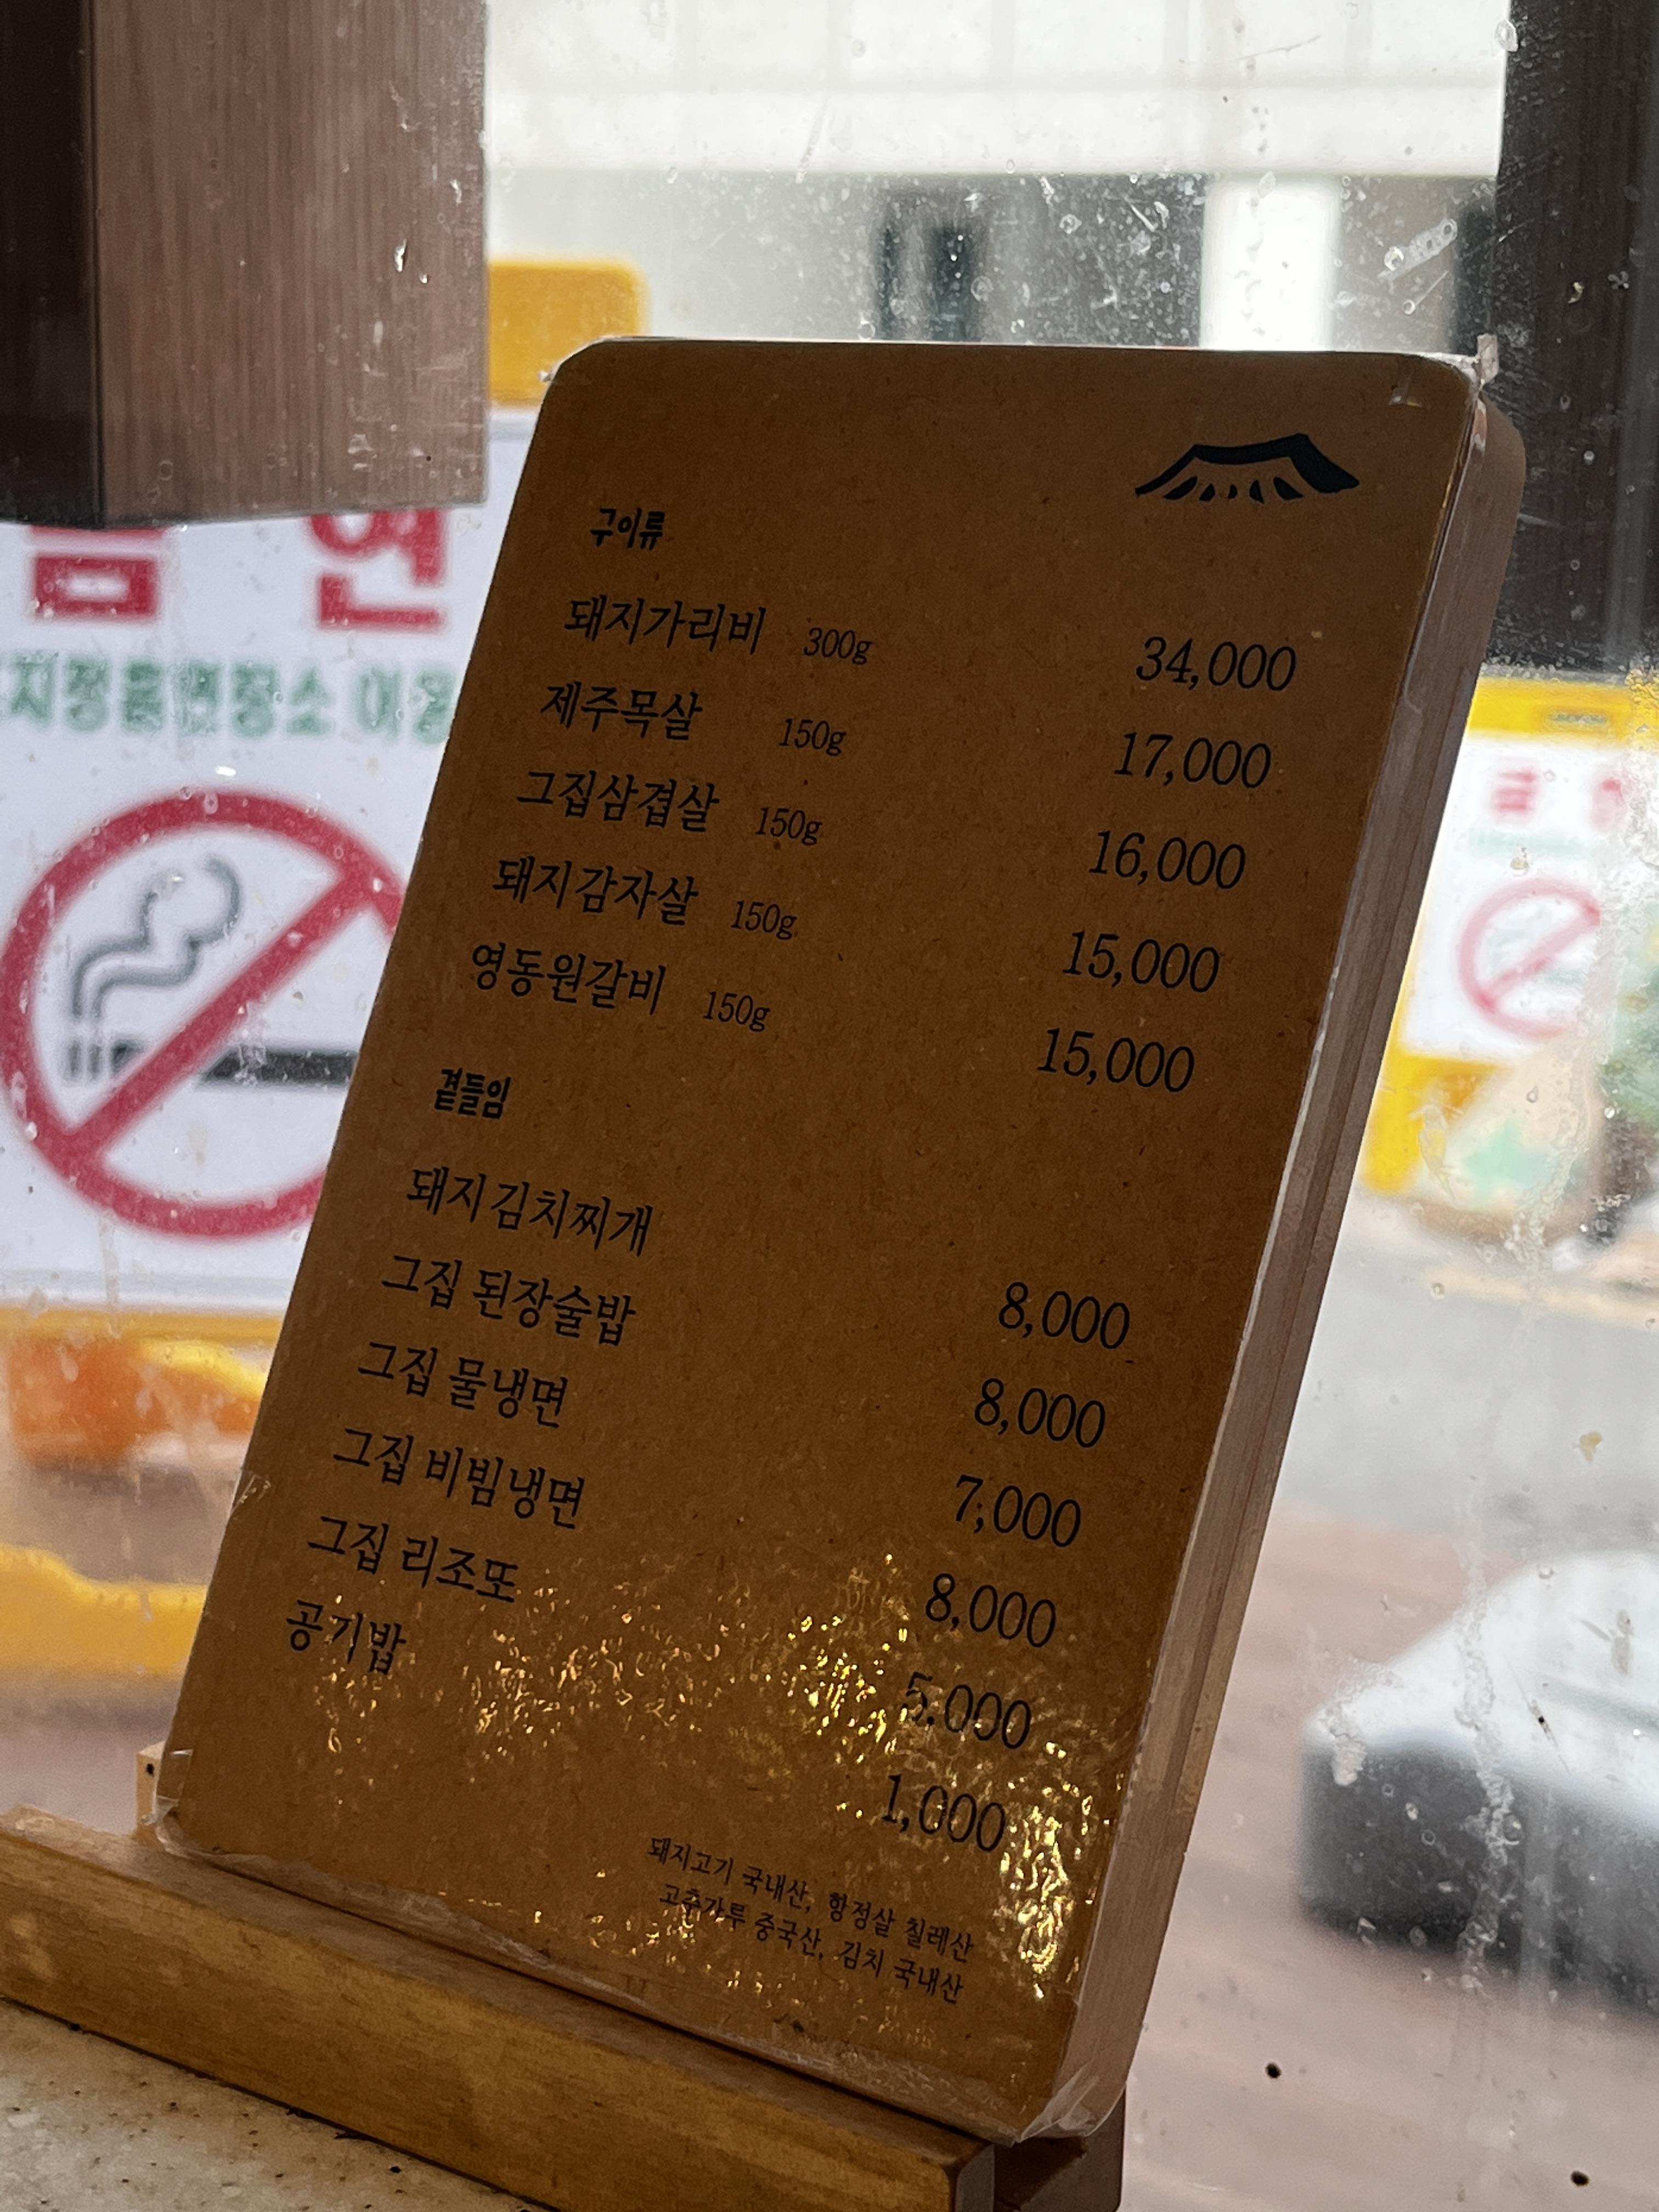 구이류
돼지가리비 300g 34,000
제주목살 150g 17,000
그집삼겹살 150g 16,000
돼지감자살 150g 15,000
영동원갈비 150g 15,000
곁들임
돼지김치찌개 8,000
그집 된장술밥 8,000
그집 물냉면 7,000
그집 비빔냉면 8,000
그집 리조또 5,000
공기밥 1,000
돼지고기 국내산, 항정살 칠레산
고춧가루 중국산, 김치 국내산
금연